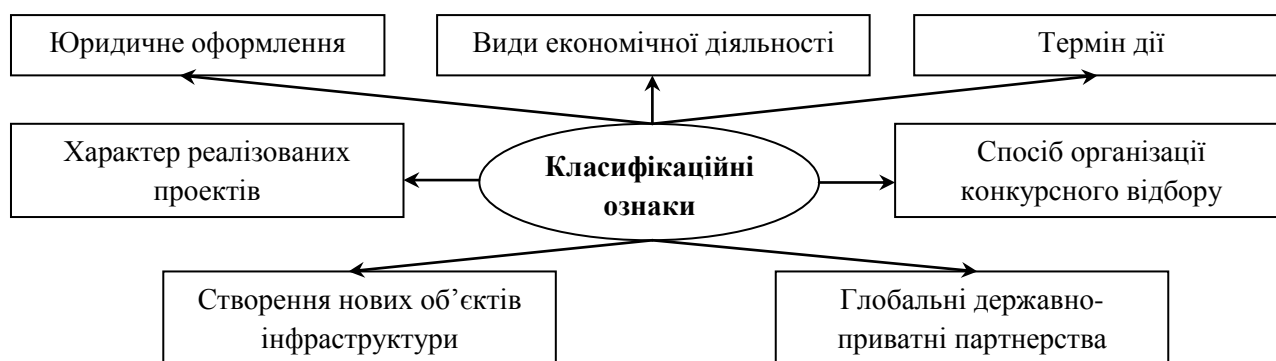 Юридичне оформлення
Види економічної діяльності
Термін дії
Характер реалізованих
проектів
Класифікаційні
ознаки
Спосіб організації
конкурсного відбору
Створення нових об’єктів
інфраструктури
Глобальні державно-
приватні партнерства